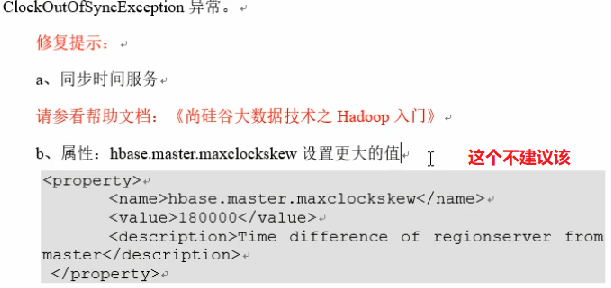 ClockOutOfSyncException 异常。
修复提示：
a、同步时间服务
请参看帮助文档：《尚硅谷大数据技术之 Hadoop 入门》
b、属性：hbase.master.maxclockskew 设置更大的值
这个不建议该
<property>
<name>hbase.master.maxclockskew</name>
<value>180000</value>
<description>Time difference of regionserver from
master</description>
</property>